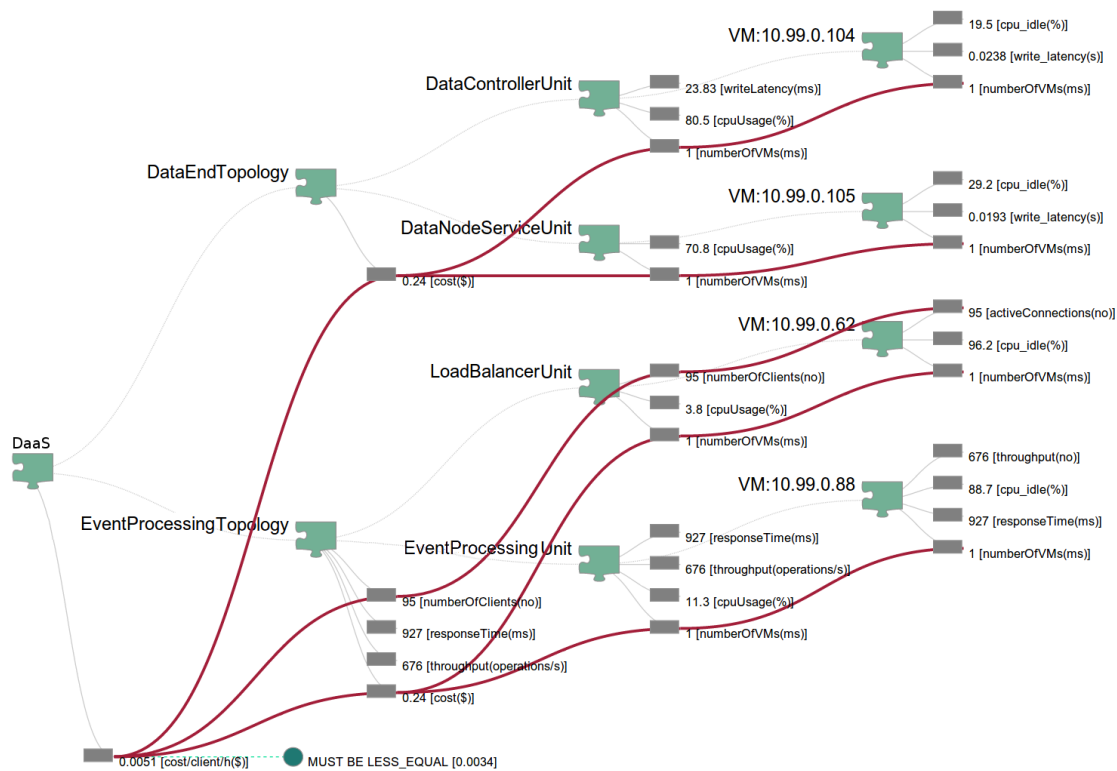 VM:10.99.0.104
19.5 [cpu_idle(%)]
0.0238 [write_latency(s)]
1 [numberOfVMs(ms)]
DataControllerUnit
23.83 [writeLatency(ms)]
80.5 [cpuUsage(%)]
1 [numberOfVMs(ms)]
DataEndTopology
VM:10.99.0.105
29.2 [cpu_idle(%)]
0.0193 [write_latency(s)]
1 [numberOfVMs(ms)]
DataNodeServiceUnit
70.8 [cpuUsage(%)]
1 [numberOfVMs(ms)]
0.24 [cost($)]
VM:10.99.0.62
95 [activeConnections(no)]
96.2 [cpu_idle(%)]
1 [numberOfVMs(ms)]
LoadBalancerUnit
95 [numberOfClients(no)]
3.8 [cpuUsage(%)]
1 [numberOfVMs(ms)]
DaaS
VM:10.99.0.88
676 [throughput(no)]
88.7 [cpu_idle(%)]
927 [responseTime(ms)]
1 [numberOfVMs(ms)]
EventProcessingTopology
EventProcessingUnit
927 [responseTime(ms)]
676 [throughput(operations/s)]
11.3 [cpuUsage(%)]
1 [numberOfVMs(ms)]
95 [numberOfClients(no)]
927 [responseTime(ms)]
676 [throughput(operations/s)]
0.24 [cost($)]
0.0051 [cost/client/h($)]
MUST BE LESS_EQUAL [0.0034]